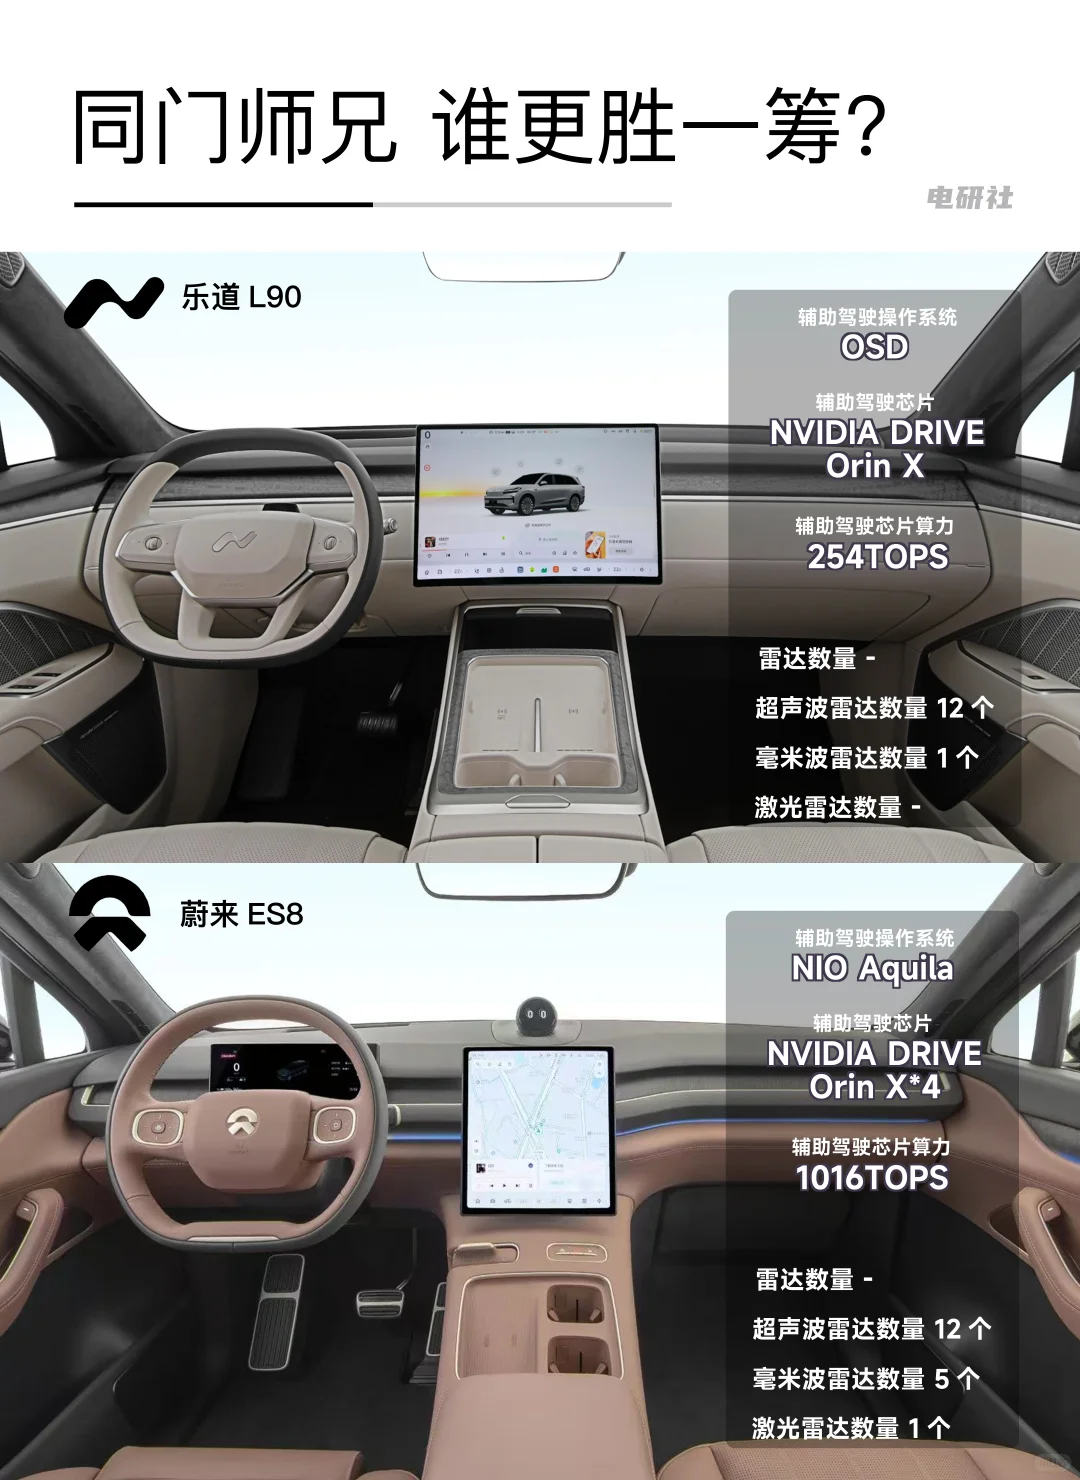 同门师兄 谁更胜一筹?
电研社
乐道 L90
辅助驾驶操作系统
OSD
辅助驾驶芯片
NVIDIA DRIVE
Orin X
辅助驾驶芯片算力
254TOPS
雷达数量 -
超声波雷达数量 12 个
毫米波雷达数量 1 个
激光雷达数量 -
蔚来 ES8
辅助驾驶操作系统
NIO Aquila
辅助驾驶芯片
NVIDIA DRIVE
Orin X*4
辅助驾驶芯片算力
1016TOPS
雷达数量 -
超声波雷达数量 12 个
毫米波雷达数量 5 个
激光雷达数量 1 个